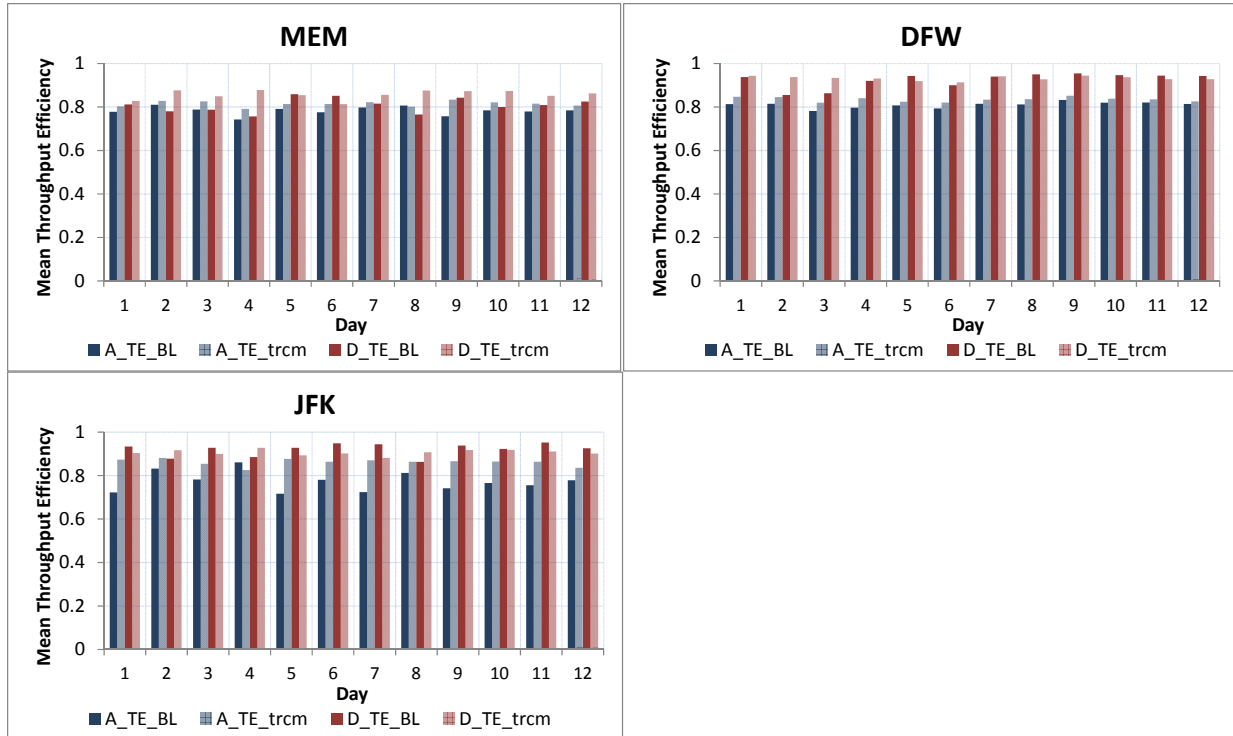 MEM
Mean Throughput Efficiency
1
0.8
0.6
0.4
0.2
0
1 2 3 4 5 6 7 8 9 10 11 12
Day
A_TE_BL A_TE_trcm D_TE_BL D_TE_trcm
DFW
Mean Throughput Efficiency
1
0.8
0.6
0.4
0.2
0
1 2 3 4 5 6 7 8 9 10 11 12
Day
A_TE_BL A_TE_trcm D_TE_BL D_TE_trcm
JFK
Mean Throughput Efficiency
1
0.8
0.6
0.4
0.2
0
1 2 3 4 5 6 7 8 9 10 11 12
Day
A_TE_BL A_TE_trcm D_TE_BL D_TE_trcm